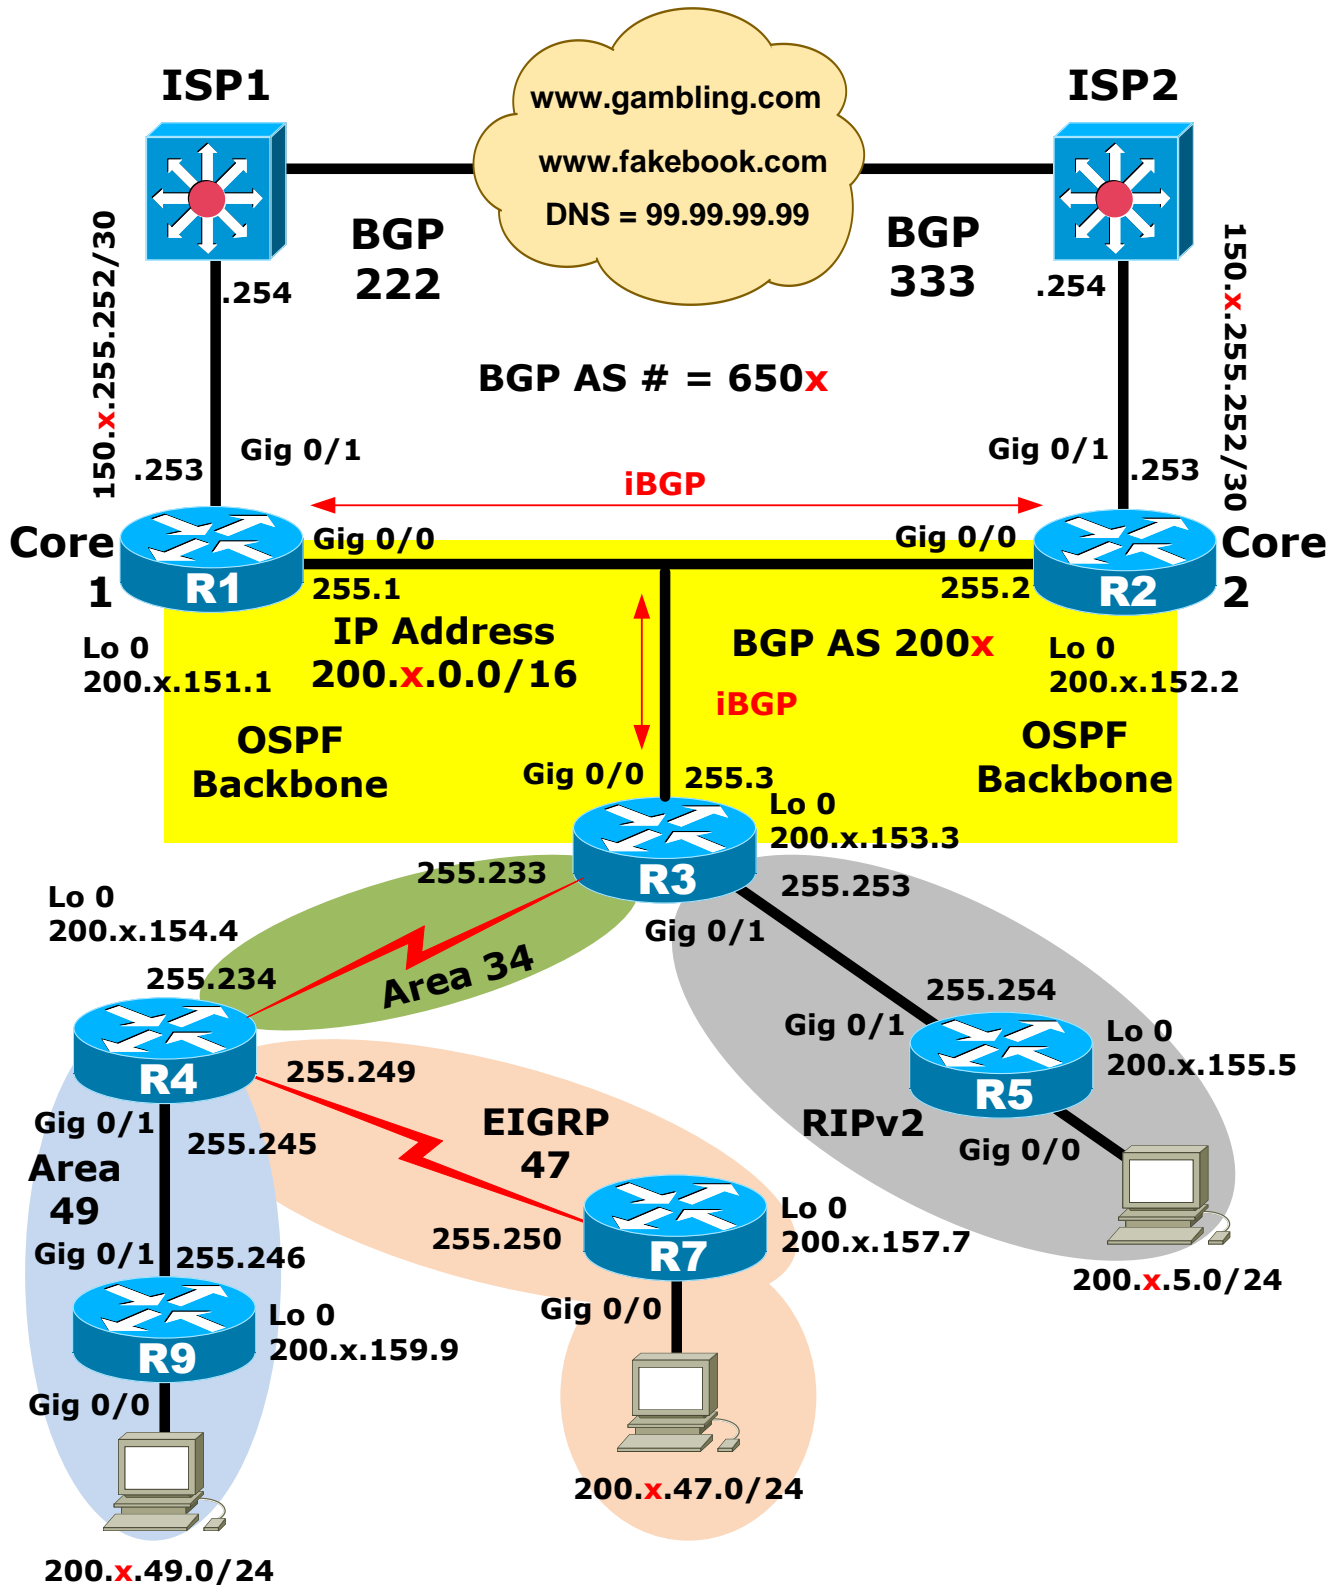 ISP1
ISP2
www.gambling.com
www.fakebook.com
DNS = 99.99.99.99
BGP
222
BGP
333
.254
.254
150.x.255.252/30
150.x.255.252/30
BGP AS # = 650x
Gig 0/1
.253
Gig 0/1
.253
iBGP
Core
1
R1
Gig 0/0
255.1
Gig 0/0
255.2
R2
Core
2
IP Address
200.x.0.0/16
BGP AS 200x
Lo 0
200.x.151.1
Lo 0
200.x.152.2
iBGP
OSPF
Backbone
OSPF
Backbone
Gig 0/0
255.3
Lo 0
200.x.153.3
R3
255.233
255.253
Gig 0/1
Lo 0
200.x.154.4
255.234
Area 34
255.254
Gig 0/1
Lo 0
200.x.155.5
R5
R4
255.249
Gig 0/1
255.245
EIGRP
47
RIPv2
Gig 0/0
Area
49
Gig 0/1
255.246
255.250
R7
Lo 0
200.x.157.7
200.x.5.0/24
Gig 0/0
Lo 0
200.x.159.9
R9
Gig 0/0
200.x.47.0/24
200.x.49.0/24